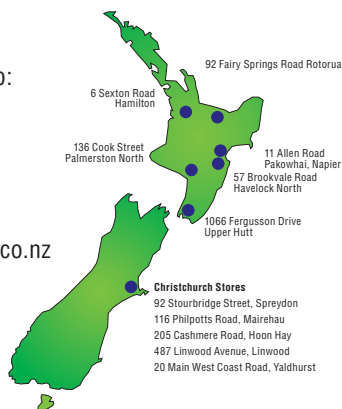 92 Fairy Springs Road Rotorua
o:
6 Sexton Road
Hamilton
136 Cook Street
Palmerston North
11 Allen Road
Pakowhai, Napier
57 Brookvale Road
Havelock North
1066 Fergusson Drive
Upper Hutt
co.nz
Christchurch Stores
92 Stourbridge Street, Spreydon
116 Philpotts Road, Mairehau
205 Cashmere Road, Hoon Hay
487 Linwood Avenue, Linwood
20 Main West Coast Road, Yaldhurst